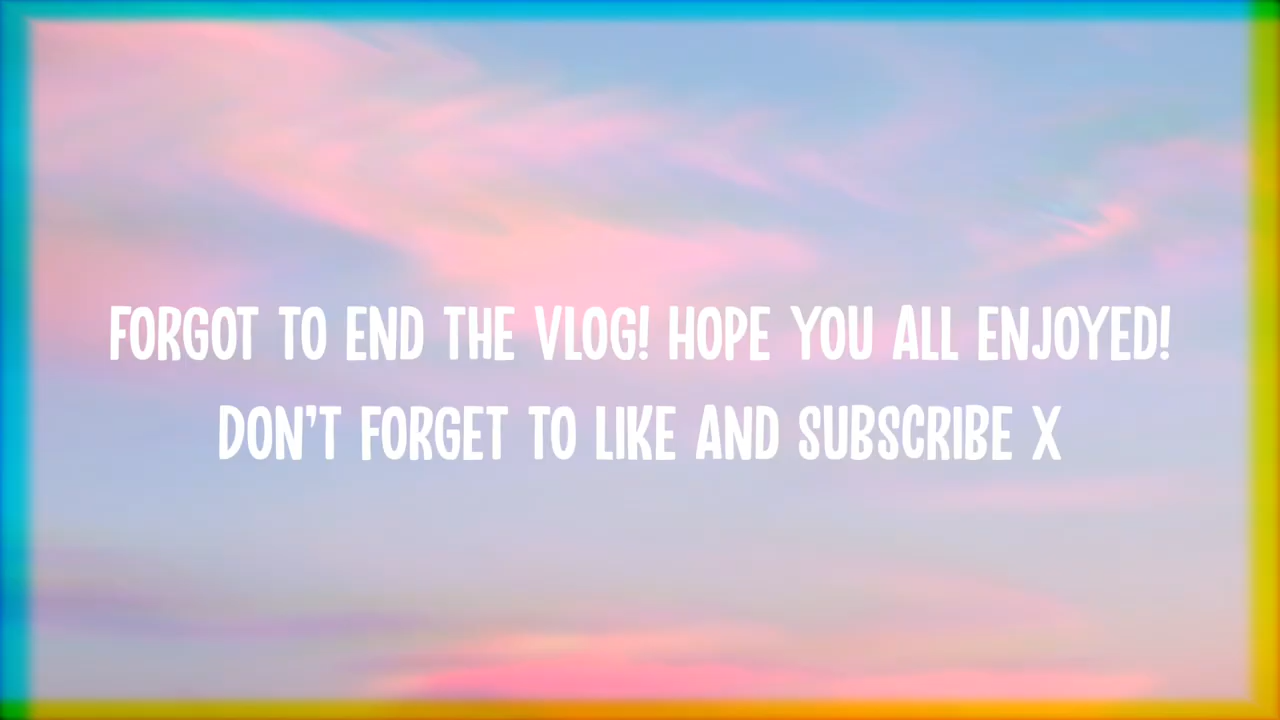 FORGOT TO END THE VLOG! HOPE YOU ALL ENJOYED!
DON'T FORGET TO LIKE AND SUBSCRIBE X